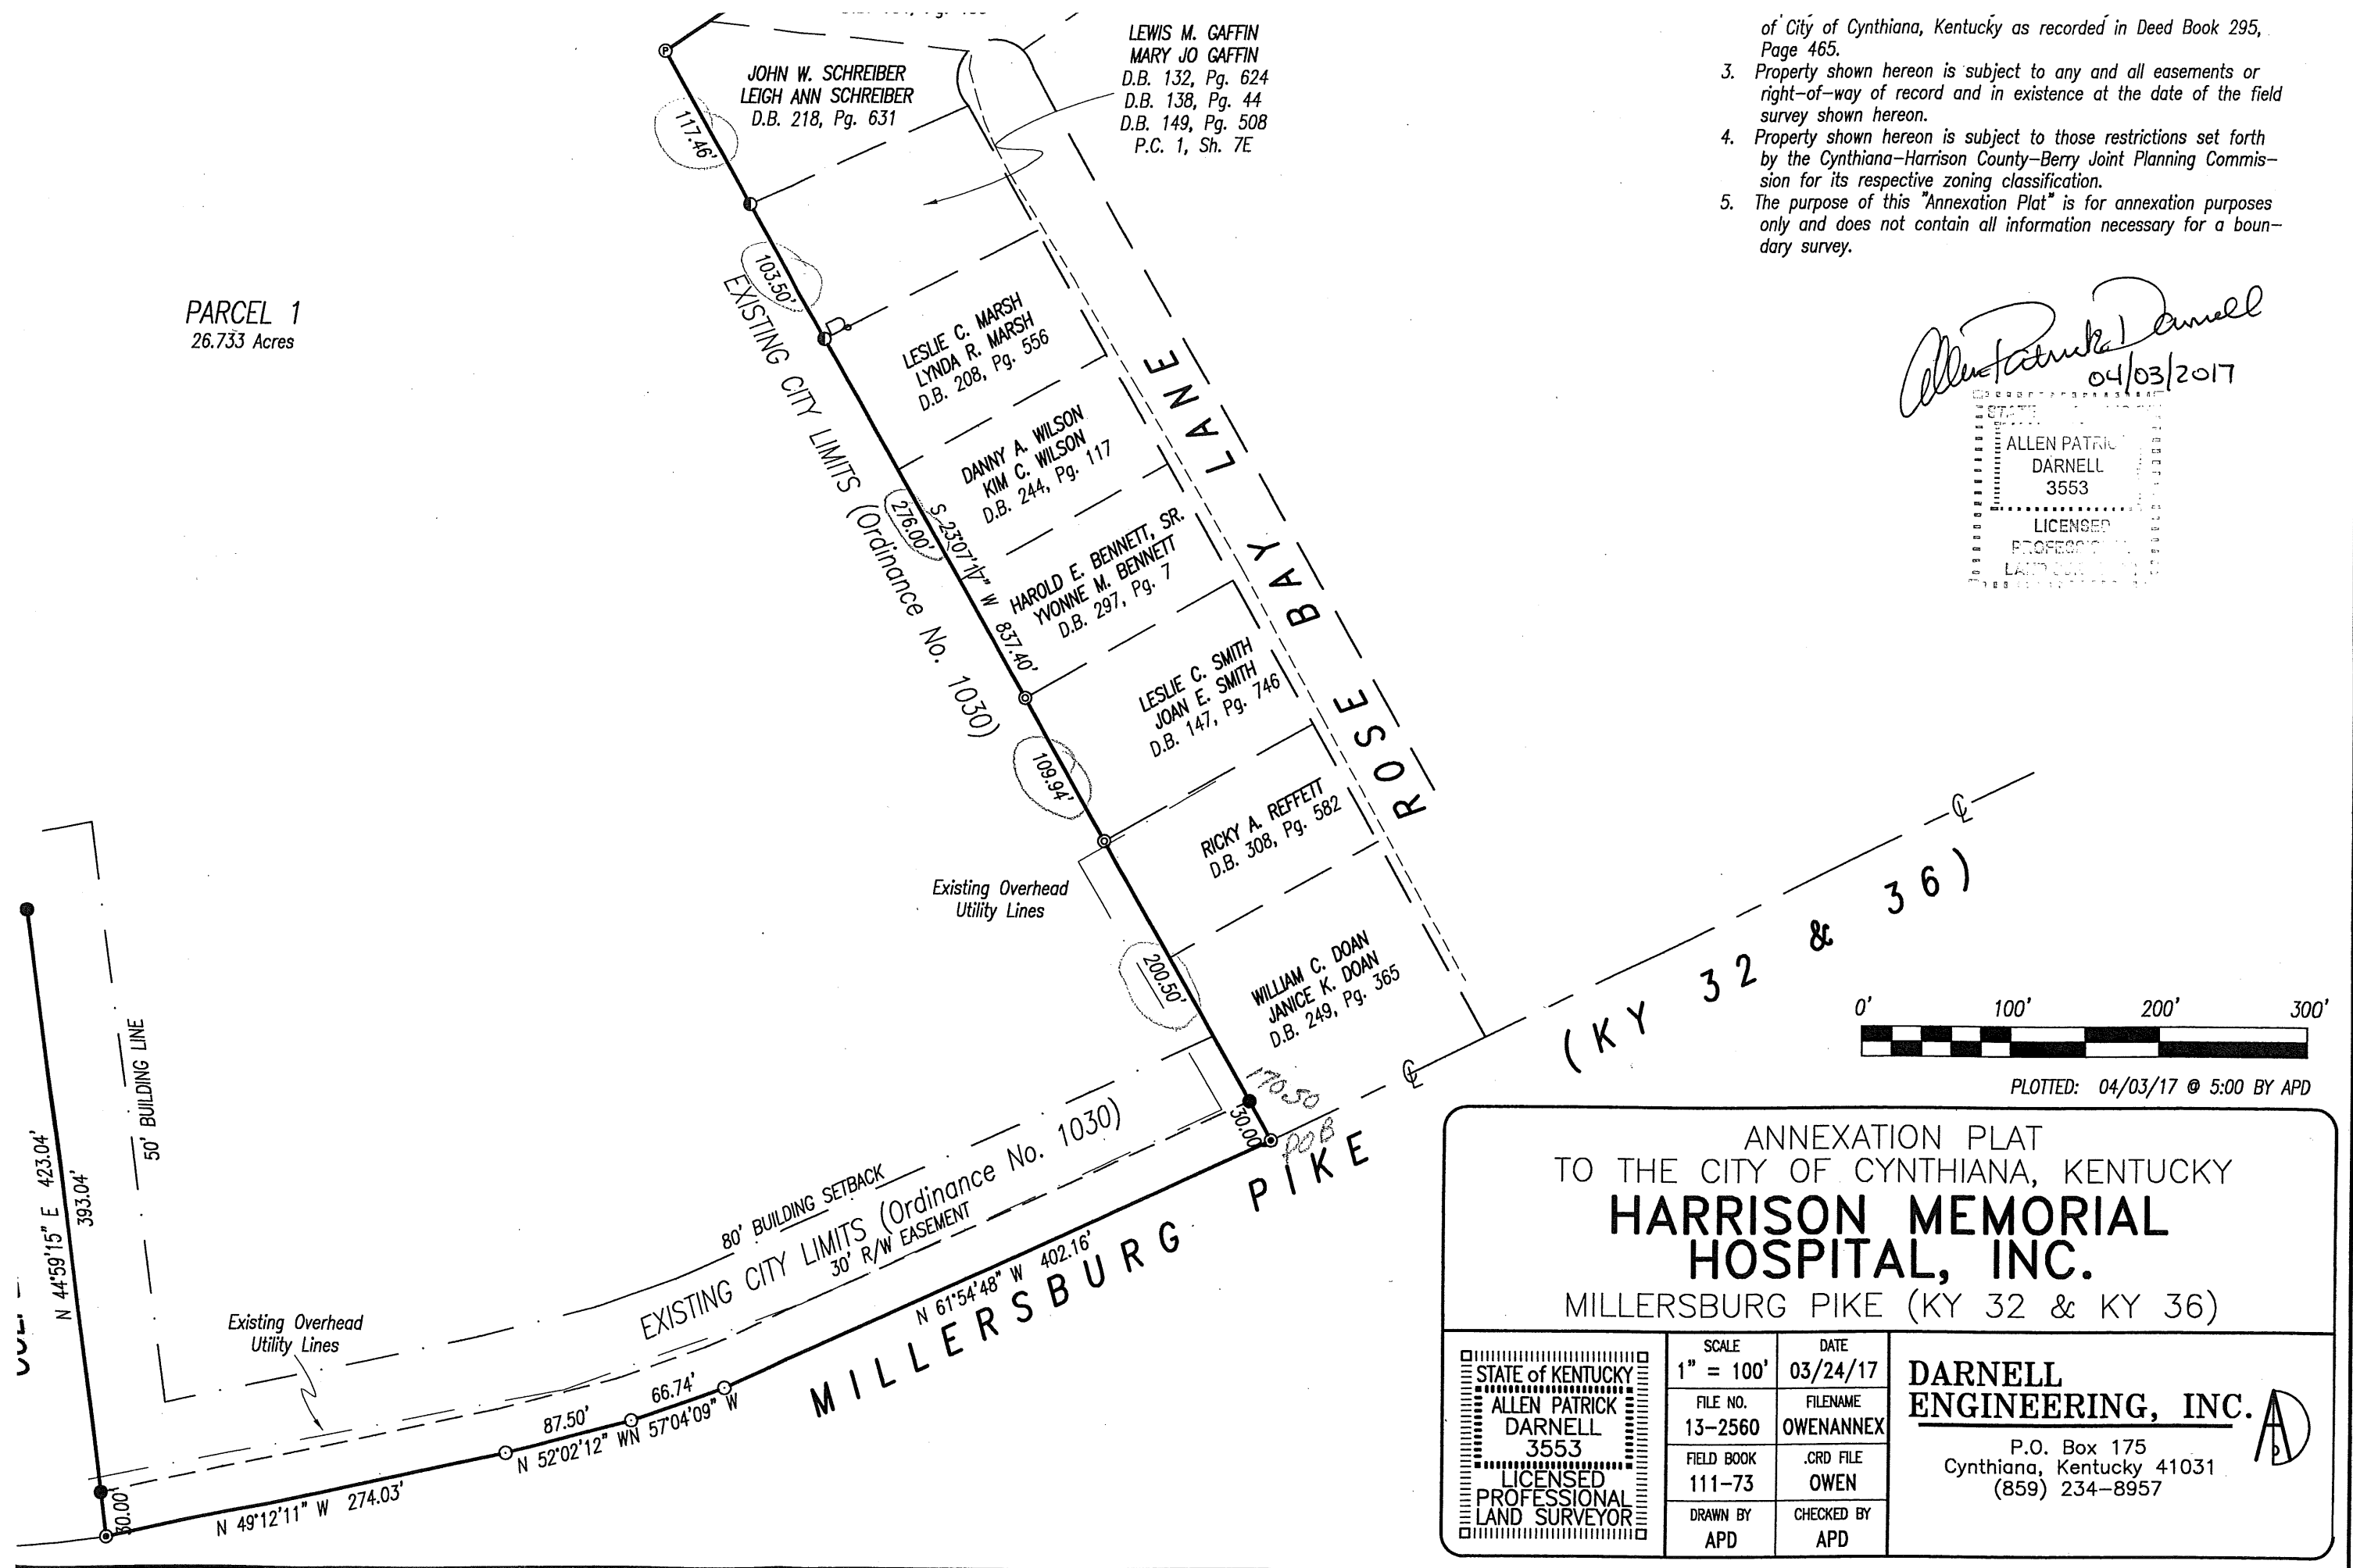 LEWIS M. GAFFIN
MARY JO GAFFIN
D.B. 132, Pg. 624
D.B. 138, Pg. 44
D.B. 149, Pg. 508
P.C. 1, Sh. 7E
JOHN W. SCHREIBER
LEIGH ANN SCHREIBER
D.B. 218, Pg. 631
of City of Cynthiana, Kentucky as recorded in Deed Book 295,
Page 465.
3. Property shown hereon is subject to any and all easements or
right-of-way of record and in existence at the date of the field
survey shown hereon.
4. Property shown hereon is subject to those restrictions set forth
by the Cynthiana-Harrison County-Berry Joint Planning Commis-
sion for its respective zoning classification.
5. The purpose of this "Annexation Plat" is for annexation purposes
only and does not contain all information necessary for a boun-
dary survey.
Allen Patrick Darnell
04/03/2017
ALLEN
DARNELL
3553
LICENSED
PARCEL 1
26.733 Acres
117.46'
103.50'
276.00'
109.94'
200.50'
170.50
30.00
POB
EXISTING CITY LIMITS (Ordinance No. 1030)
S 23°07'17" W 837.40'
LESLIE C. MARSH
LYNDA R. MARSH
D.B. 208, Pg. 556
DANNY A. WILSON
KIM C. WILSON
D.B. 244, Pg. 117
HAROLD E. BENNETT, SR.
YVONNE M. BENNETT
D.B. 297, Pg. 7
LESLIE C. SMITH
JOAN E. SMITH
D.B. 147, Pg. 746
RICKY A. REFFETT
D.B. 308, Pg. 582
WILLIAM C. DOAN
JANICE K. DOAN
D.B. 249, Pg. 365
ROSE BAY LANE
Existing Overhead
Utility Lines
MILLERSBURG PIKE (KY 32 & 36)
80' BUILDING SETBACK
EXISTING CITY LIMITS (Ordinance No. 1030)
30' R/W EASEMENT
N 61°54'48" W 402.16'
66.74'
N 57°04'09" W
87.50'
N 52°02'12" W
N 49°12'11" W 274.03'
30.00'
N 44°59'15" E 423.04'
393.04'
50' BUILDING LINE
Existing Overhead
Utility Lines
0' 100' 200' 300'
PLOTTED: 04/03/17 @ 5:00 BY APD
ANNEXATION PLAT
TO THE CITY OF CYNTHIANA, KENTUCKY
HARRISON MEMORIAL
HOSPITAL, INC.
MILLERSBURG PIKE (KY 32 & KY 36)
STATE of KENTUCKY
ALLEN PATRICK
DARNELL
3553
LICENSED
PROFESSIONAL
LAND SURVEYOR
SCALE
1" = 100'
DATE
03/24/17
FILE NO.
13-2560
FILENAME
OWENANNEX
FIELD BOOK
111-73
.CRD FILE
OWEN
DRAWN BY
APD
CHECKED BY
APD
DARNELL
ENGINEERING, INC.
P.O. Box 175
Cynthiana, Kentucky 41031
(859) 234-8957